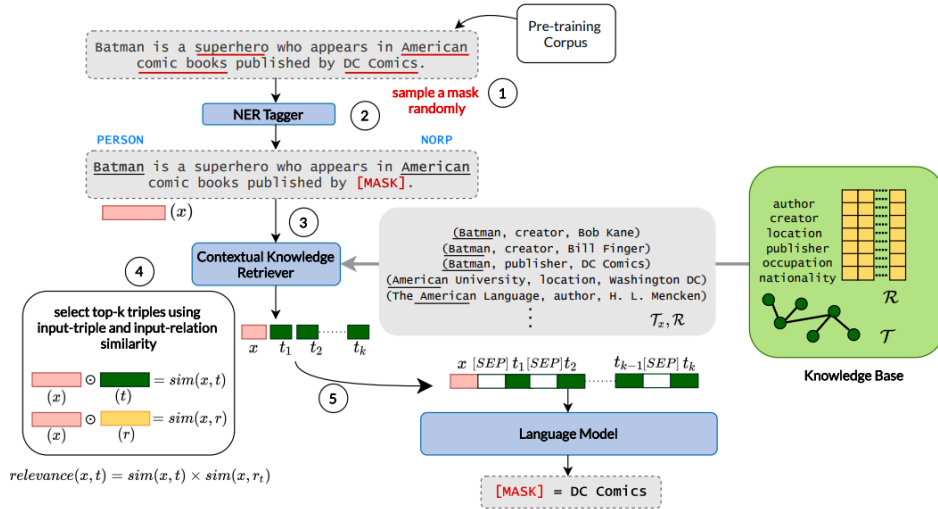 Pre-training
Corpus
Batman is a superhero who appears in American
comic books published by DC Comics.
1
sample a mask
randomly
NER Tagger
2
PERSON
NORP
Batman is a superhero who appears in American
comic books published by [MASK].
(x)
3
Contextual Knowledge
Retriever
(Batman, creator, Bob Kane)
(Batman, creator, Bill Finger)
(Batman, publisher, DC Comics)
(American University, location, Washington DC)
(The American Language, author, H. L. Mencken)
⋮
𝒯ₓ, ℛ
author
creator
location
publisher
occupation
nationality
ℛ
𝒯
Knowledge Base
4
select top-k triples using
input-triple and input-relation
similarity
⊙ = sim(x, t)
(x) (t)
⊙ = sim(x, r)
(x) (r)
relevance(x, t) = sim(x, t) × sim(x, rₜ)
x t₁ t₂ tₖ
5
x [SEP] t₁ [SEP] t₂ tₖ₋₁ [SEP] tₖ
Language Model
[MASK] = DC Comics